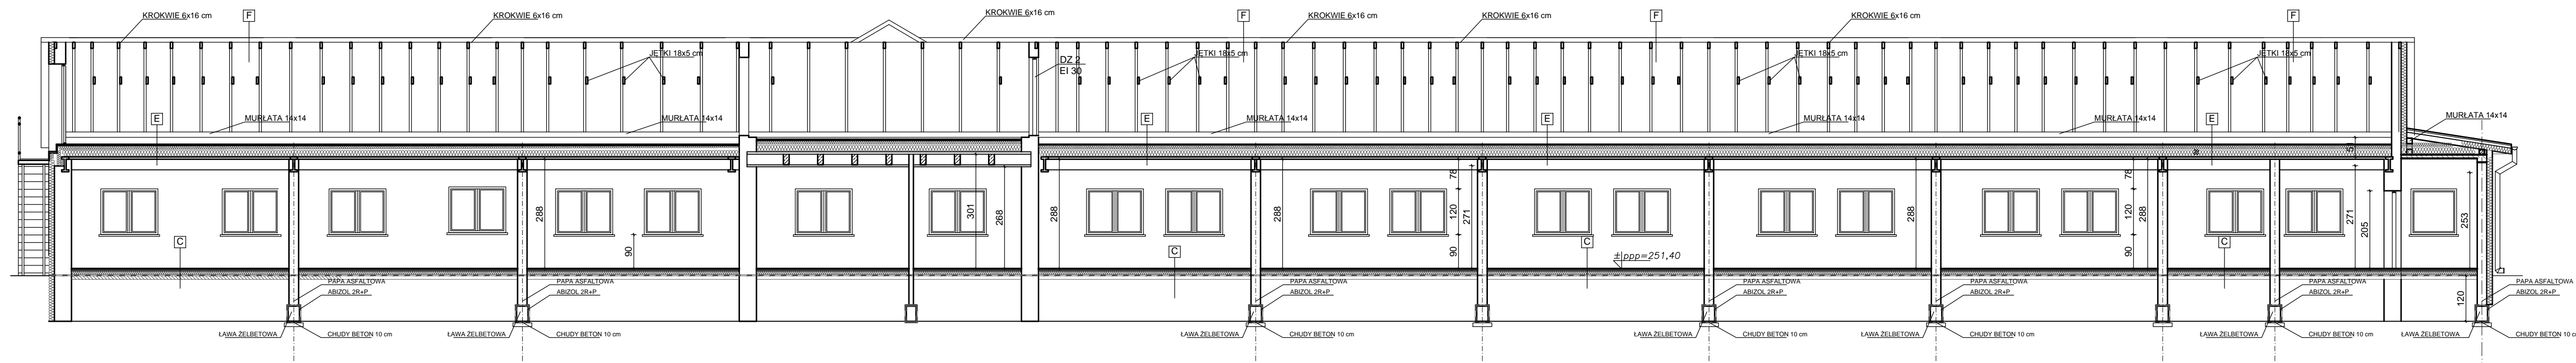 KROKWIE 6x16 cm
F
KROKWIE 6x16 cm
KROKWIE 6x16 cm
F
KROKWIE 6x16 cm
KROKWIE 6x16 cm
F
KROKWIE 6x16 cm
F
JĘTKI 18x5 cm
DZ 2
EI 30
JĘTKI 18x5 cm
JĘTKI 18x5 cm
JĘTKI 18x5 cm
E
MURŁATA 14x14
MURŁATA 14x14
E
MURŁATA 14x14
E
MURŁATA 14x14
MURŁATA 14x14
E
MURŁATA 14x14
51
288
90
301
268
288
288
78
120
90
271
288
78
120
90
288
271
205
253
C
C
C
C
±|ppp=251,40
120
PAPA ASFALTOWA
ABIZOL 2R+P
PAPA ASFALTOWA
ABIZOL 2R+P
PAPA ASFALTOWA
ABIZOL 2R+P
PAPA ASFALTOWA
ABIZOL 2R+P
PAPA ASFALTOWA
ABIZOL 2R+P
PAPA ASFALTOWA
ABIZOL 2R+P
PAPA ASFALTOWA
ABIZOL 2R+P
ŁAWA ŻELBETOWA
CHUDY BETON 10 cm
ŁAWA ŻELBETOWA
CHUDY BETON 10 cm
ŁAWA ŻELBETOWA
CHUDY BETON 10 cm
ŁAWA ŻELBETOWA
CHUDY BETON 10 cm
ŁAWA ŻELBETOWA
CHUDY BETON 10 cm
ŁAWA ŻELBETOWA
CHUDY BETON 10 cm
ŁAWA ŻELBETOWA
CHUDY BETON 10 c